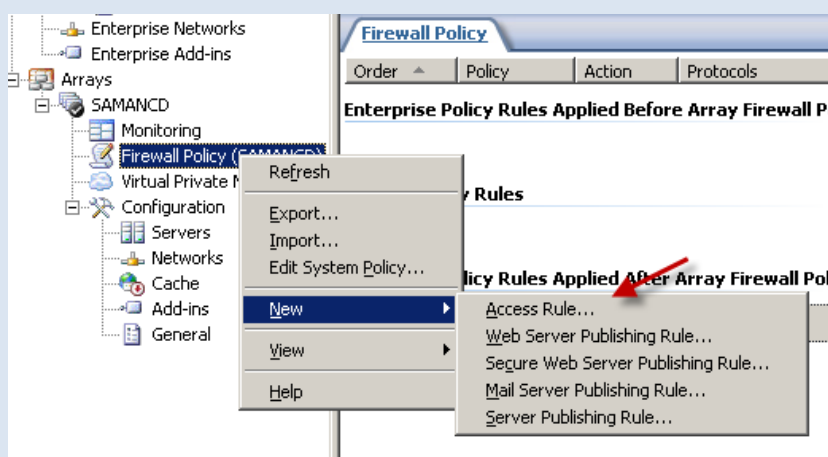 Enterprise Networks
Enterprise Add-ins
Arrays
SAMANCD
Monitoring
Firewall Policy (SAMANCD)
Virtual Private
Configuration
Servers
Networks
Cache
Add-ins
General
Refresh
Export...
Import...
Edit System Policy...
New
View
Help
Access Rule...
Web Server Publishing Rule...
Secure Web Server Publishing Rule...
Mail Server Publishing Rule...
Server Publishing Rule...
Firewall Policy
Order Policy Action Protocols
Enterprise Policy Rules Applied Before Array Firewall P
Rules
licy Rules Applied After Array Firewall Pol